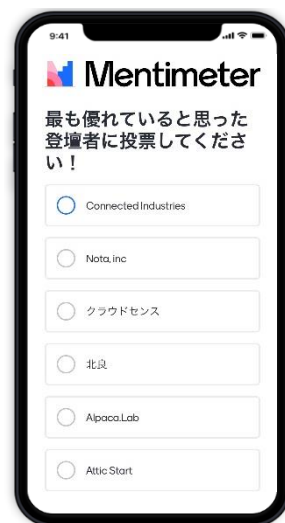 9:41
Mentimeter
最も優れていると思った
登壇者に投票してくださ
い！
Connected Industries
Nota, inc
クラウドセンス
北良
Alpaca.Lab
Attic Start